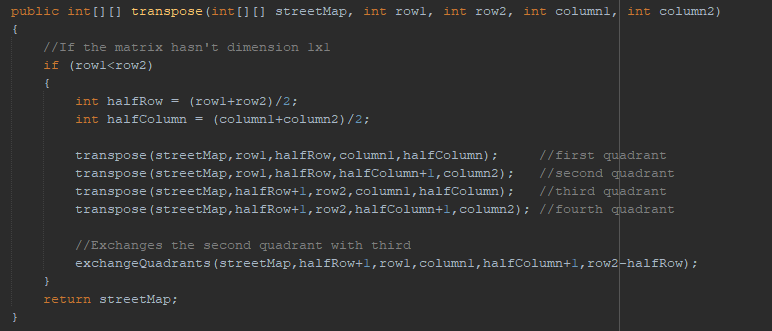 public int[][] transpose(int[][] streetMap, int row1, int row2, int column1, int column2)
{
//If the matrix hasn't dimension 1x1
if (row1<row2)
{
int halfRow = (row1+row2)/2;
int halfColumn = (column1+column2)/2;
transpose(streetMap,row1,halfRow,column1,halfColumn); //first quadrant
transpose(streetMap,row1,halfRow,halfColumn+1,column2); //second quadrant
transpose(streetMap,halfRow+1,row2,column1,halfColumn); //third quadrant
transpose(streetMap,halfRow+1,row2,halfColumn+1,column2); //fourth quadrant
//Exchanges the second quadrant with third
exchangeQuadrants(streetMap,halfRow+1,row1,column1,halfColumn+1,row2-halfRow);
}
return streetMap;
}